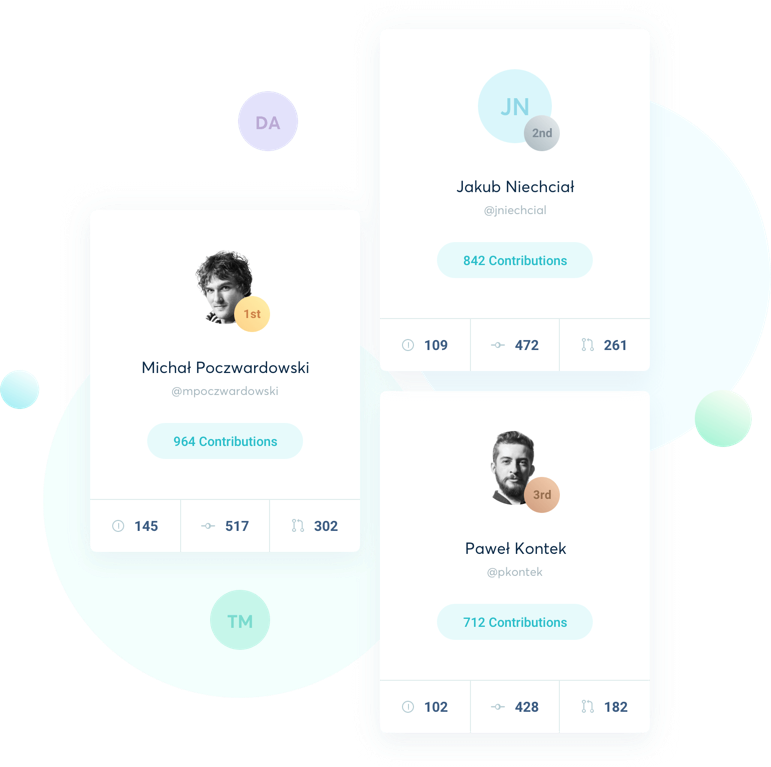 DA
JN
2nd
Jakub Niechciał
@jniechcial
842 Contributions
109 472 261
1st
Michał Poczwardowski
@mpoczwardowski
964 Contributions
145 517 302
3rd
Paweł Kontek
@pkontek
712 Contributions
102 428 182
TM